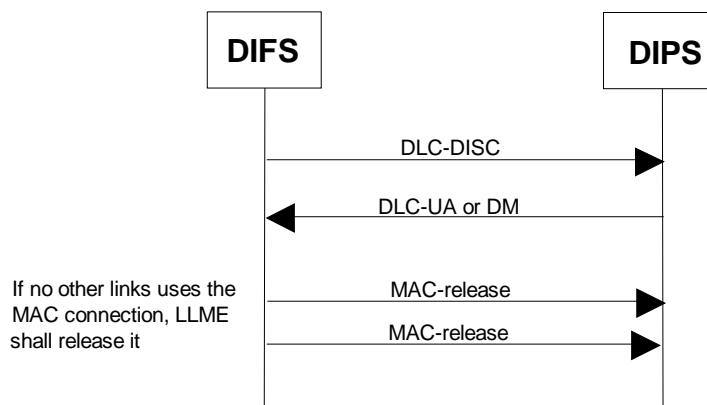 DIFS
DIPS
DLC-DISC
DLC-UA or DM
If no other links uses the
MAC connection, LLME
shall release it
MAC-release
MAC-release